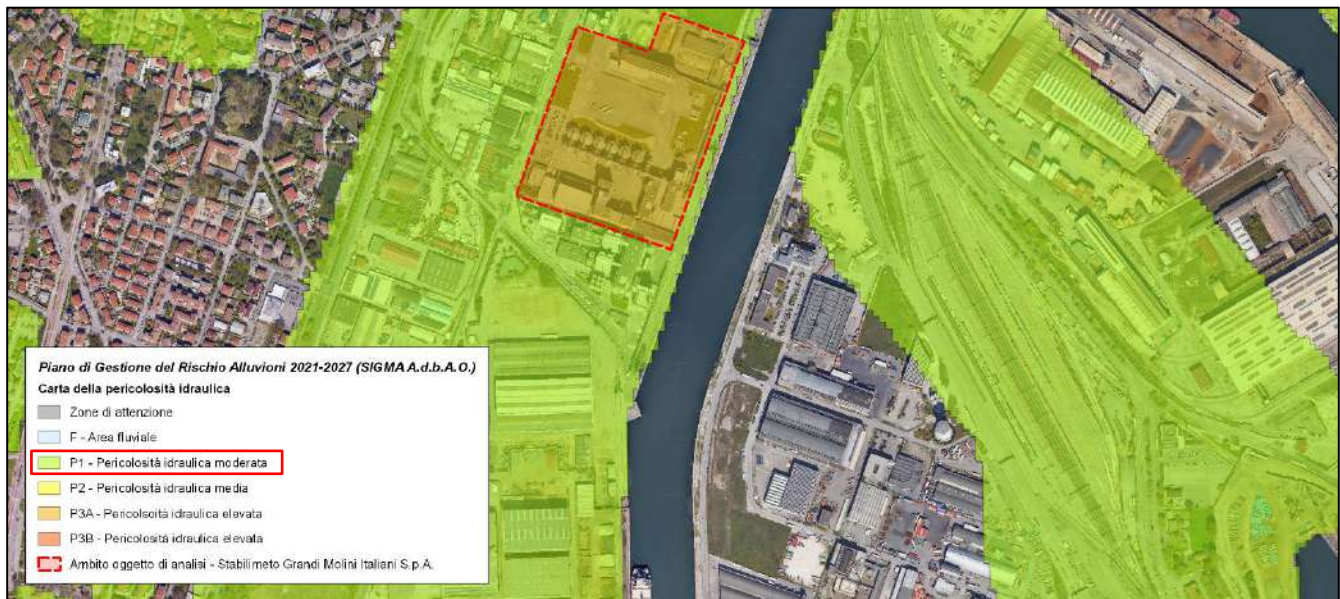 Piano di Gestione del Rischio Alluvioni 2021-2027 (SIGMA A.d.b.A.O.)
Carta della pericolosità idraulica
Zone di attenzione
F - Area fluviale
P1 - Pericolosità idraulica moderata
P2 - Pericolosità idraulica media
P3A - Pericolsoità idraulica elevata
P3B - Pericolosità idraulica elevata
Ambito oggetto di analisi - Stabilimeto Grandi Molini Italiani S.p.A.